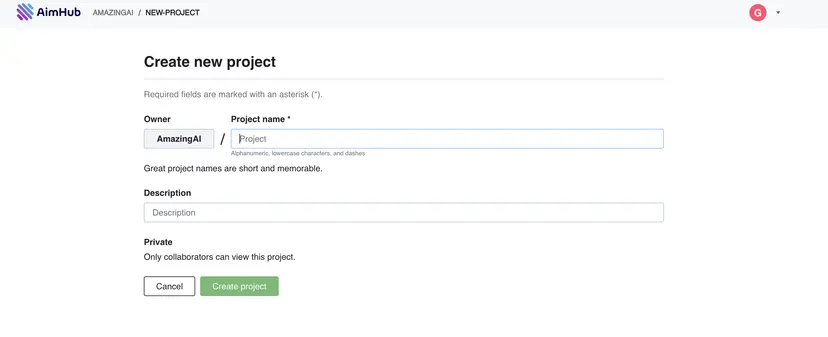 AimHub AMAZINGAI / NEW-PROJECT G
Create new project
Required fields are marked with an asterisk (*).
Owner Project name *
AmazingAI / Project
Alphanumeric, lowercase characters, and dashes
Great project names are short and memorable.
Description
Description
Private
Only collaborators can view this project.
Cancel Create project